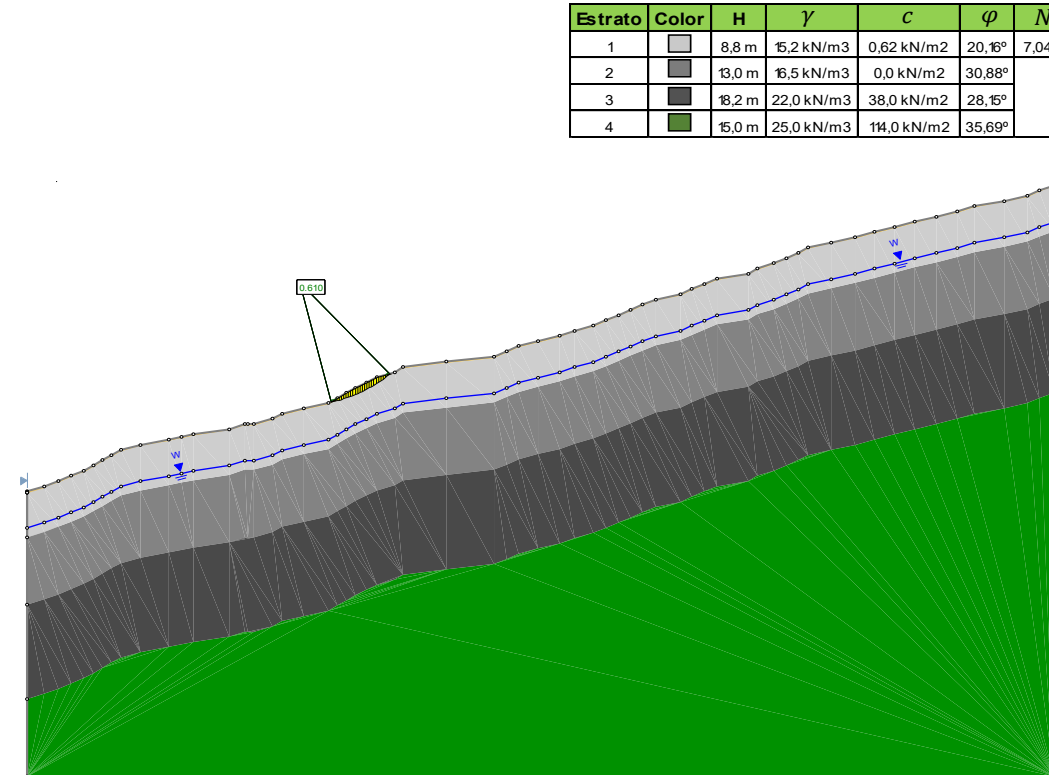 Estrato Color H γ c φ N
1 8,8 m 15,2 kN/m3 0,62 kN/m2 20,16º 7,04
2 13,0 m 16,5 kN/m3 0,0 kN/m2 30,88º
3 18,2 m 22,0 kN/m3 38,0 kN/m2 28,15º
4 15,0 m 25,0 kN/m3 114,0 kN/m2 35,69º
W
0.610
W